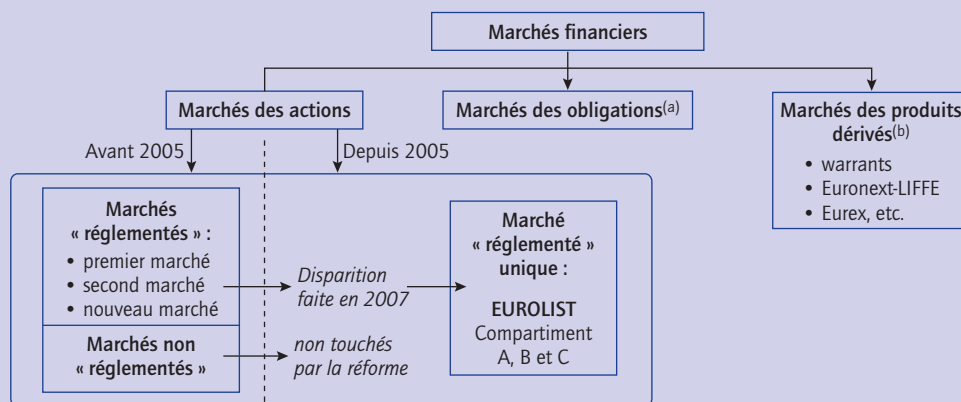 Marchés financiers
Marchés des actions
Marchés des obligations(a)
Marchés des produits
dérivés(b)
• warrants
• Euronext-LIFFE
• Eurex, etc.
Avant 2005
Depuis 2005
Marchés
« réglementés » :
• premier marché
• second marché
• nouveau marché
Disparition
faite en 2007
Marché
« réglementé »
unique :
EUROLIST
Compartiment
A, B et C
Marchés non
« réglementés »
non touchés
par la réforme